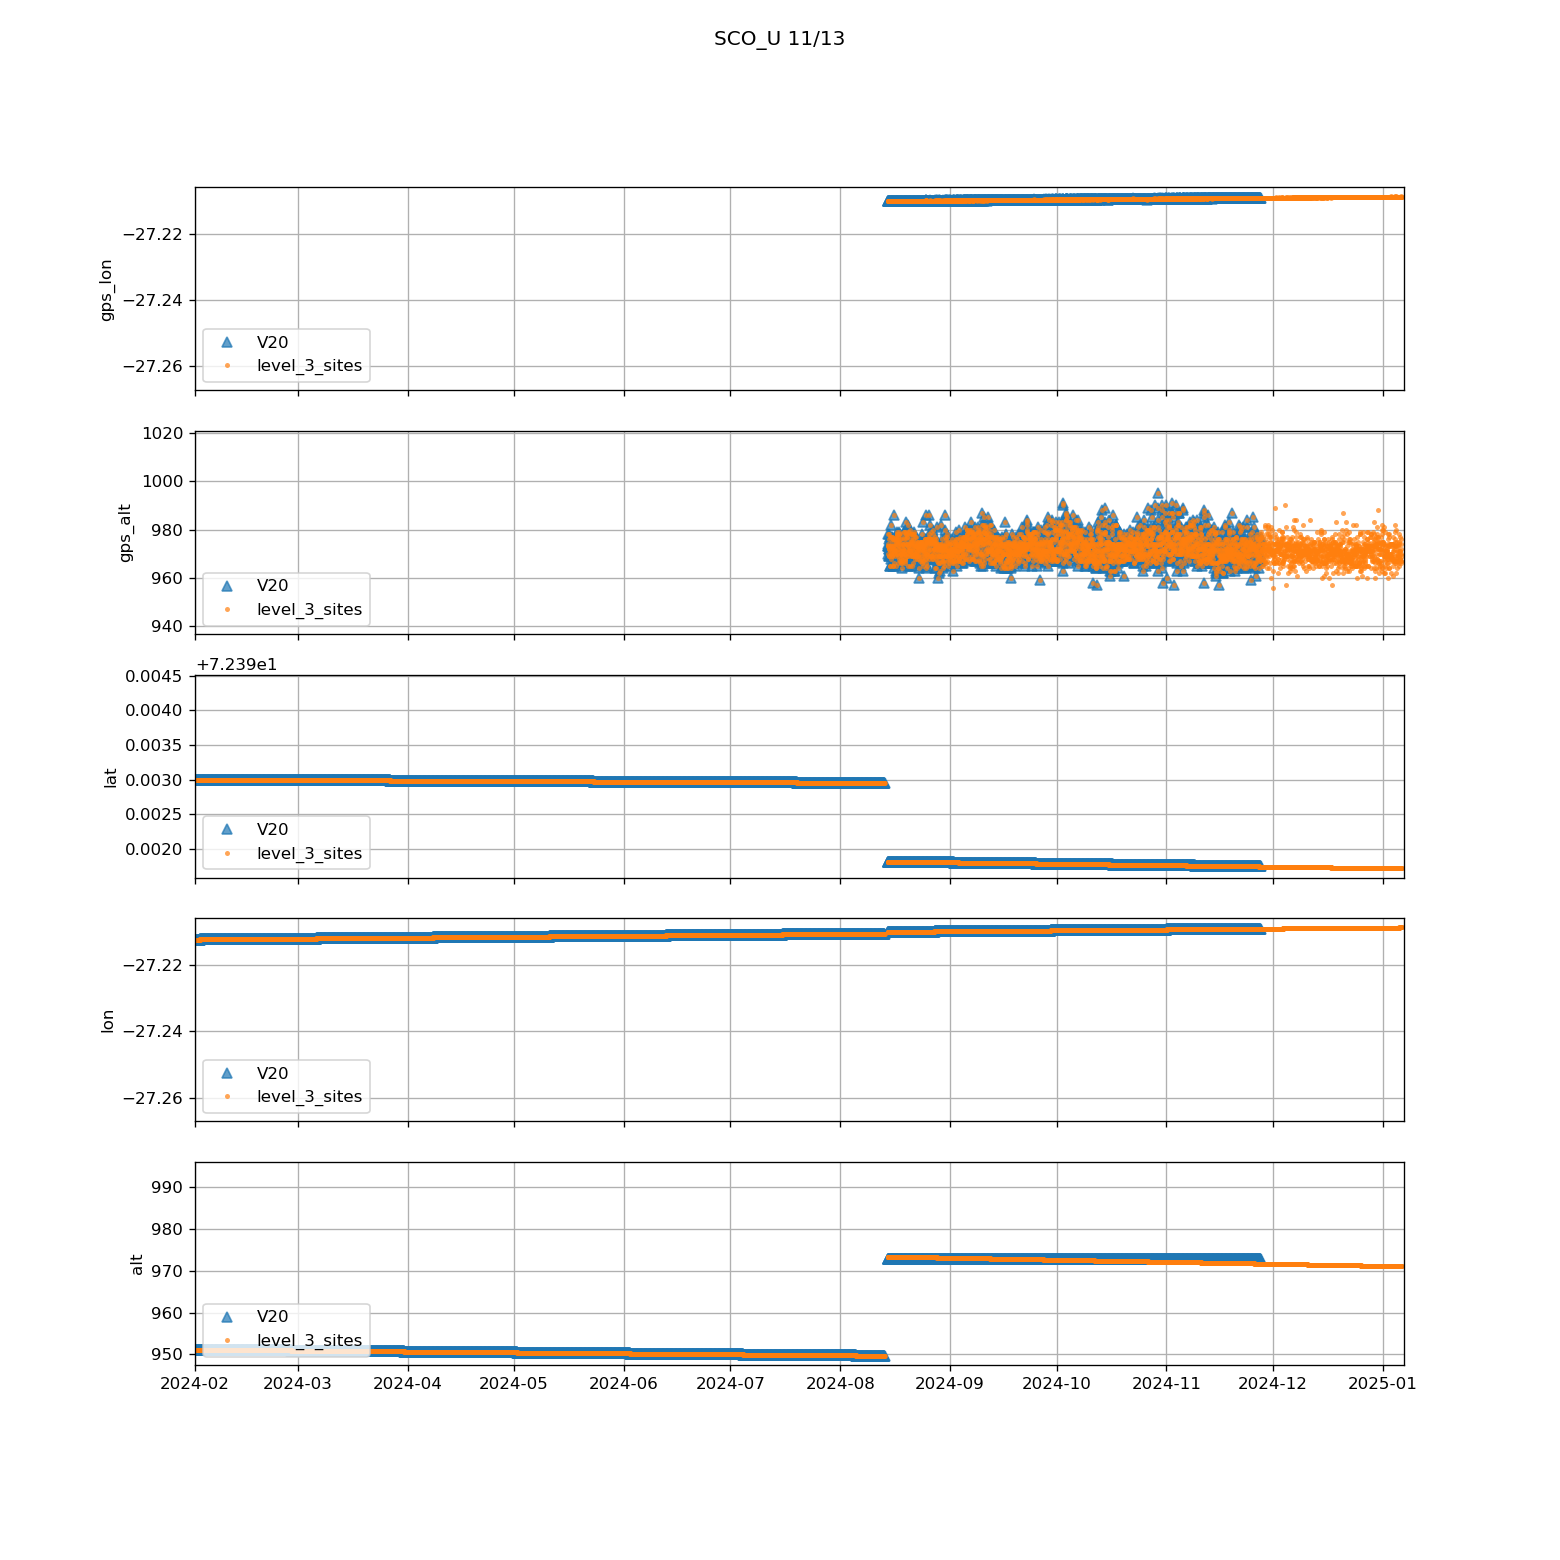 SCO_U 11/13
gps_lon
−27.22
−27.24
−27.26
V20
level_3_sites
gps_alt
1020
1000
980
960
940
V20
level_3_sites
+7.239e1
lat
0.0045
0.0040
0.0035
0.0030
0.0025
0.0020
V20
level_3_sites
lon
−27.22
−27.24
−27.26
V20
level_3_sites
alt
990
980
970
960
950
V20
level_3_sites
2024-02 2024-03 2024-04 2024-05 2024-06 2024-07 2024-08 2024-09 2024-10 2024-11 2024-12 2025-01